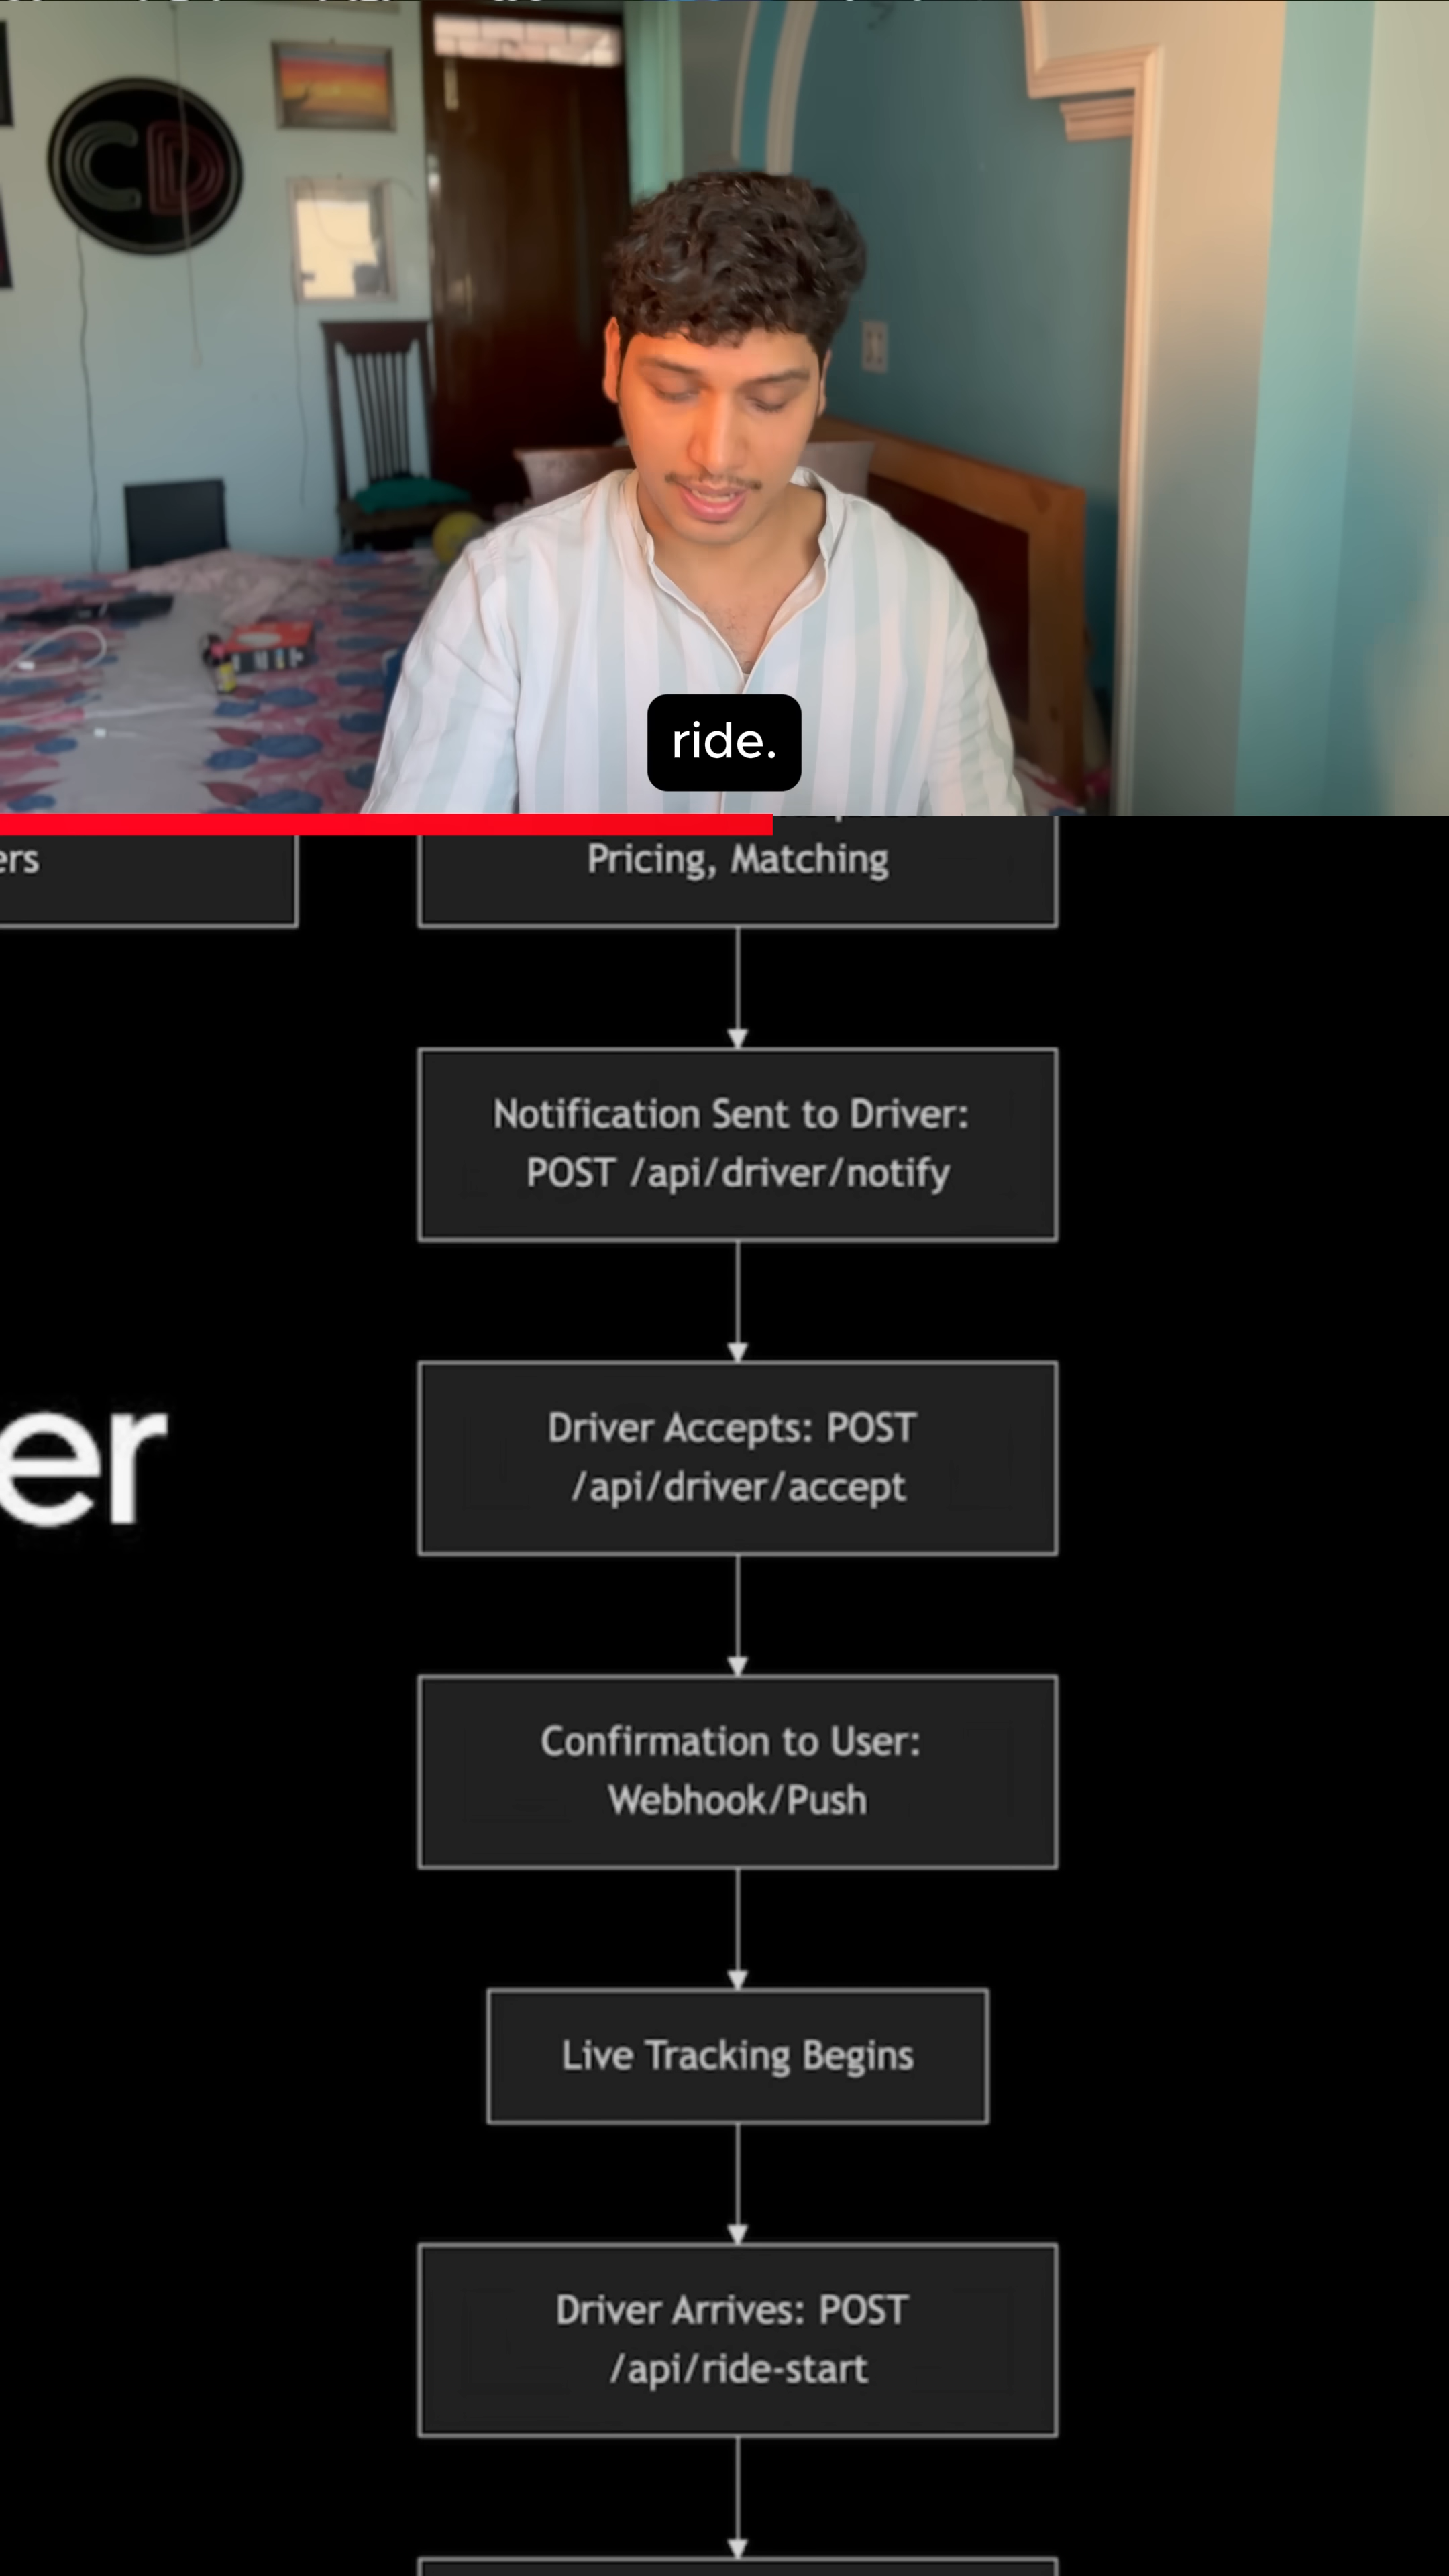 CD
ride.
ers
Pricing, Matching
Notification Sent to Driver:
POST /api/driver/notify
Driver Accepts: POST
/api/driver/accept
er
Confirmation to User:
Webhook/Push
Live Tracking Begins
Driver Arrives: POST
/api/ride-start